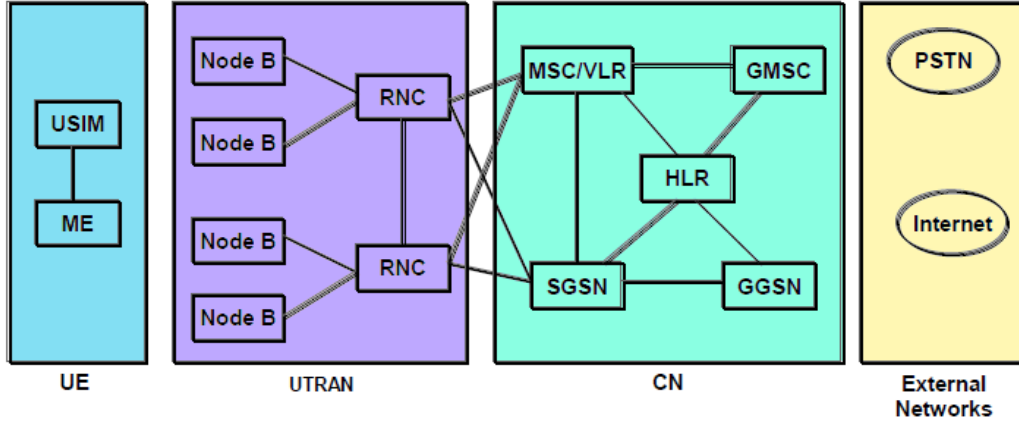 USIM
ME
UE
Node B
Node B
RNC
Node B
Node B
RNC
UTRAN
MSC/VLR
GMSC
HLR
SGSN
GGSN
CN
PSTN
Internet
External
Networks